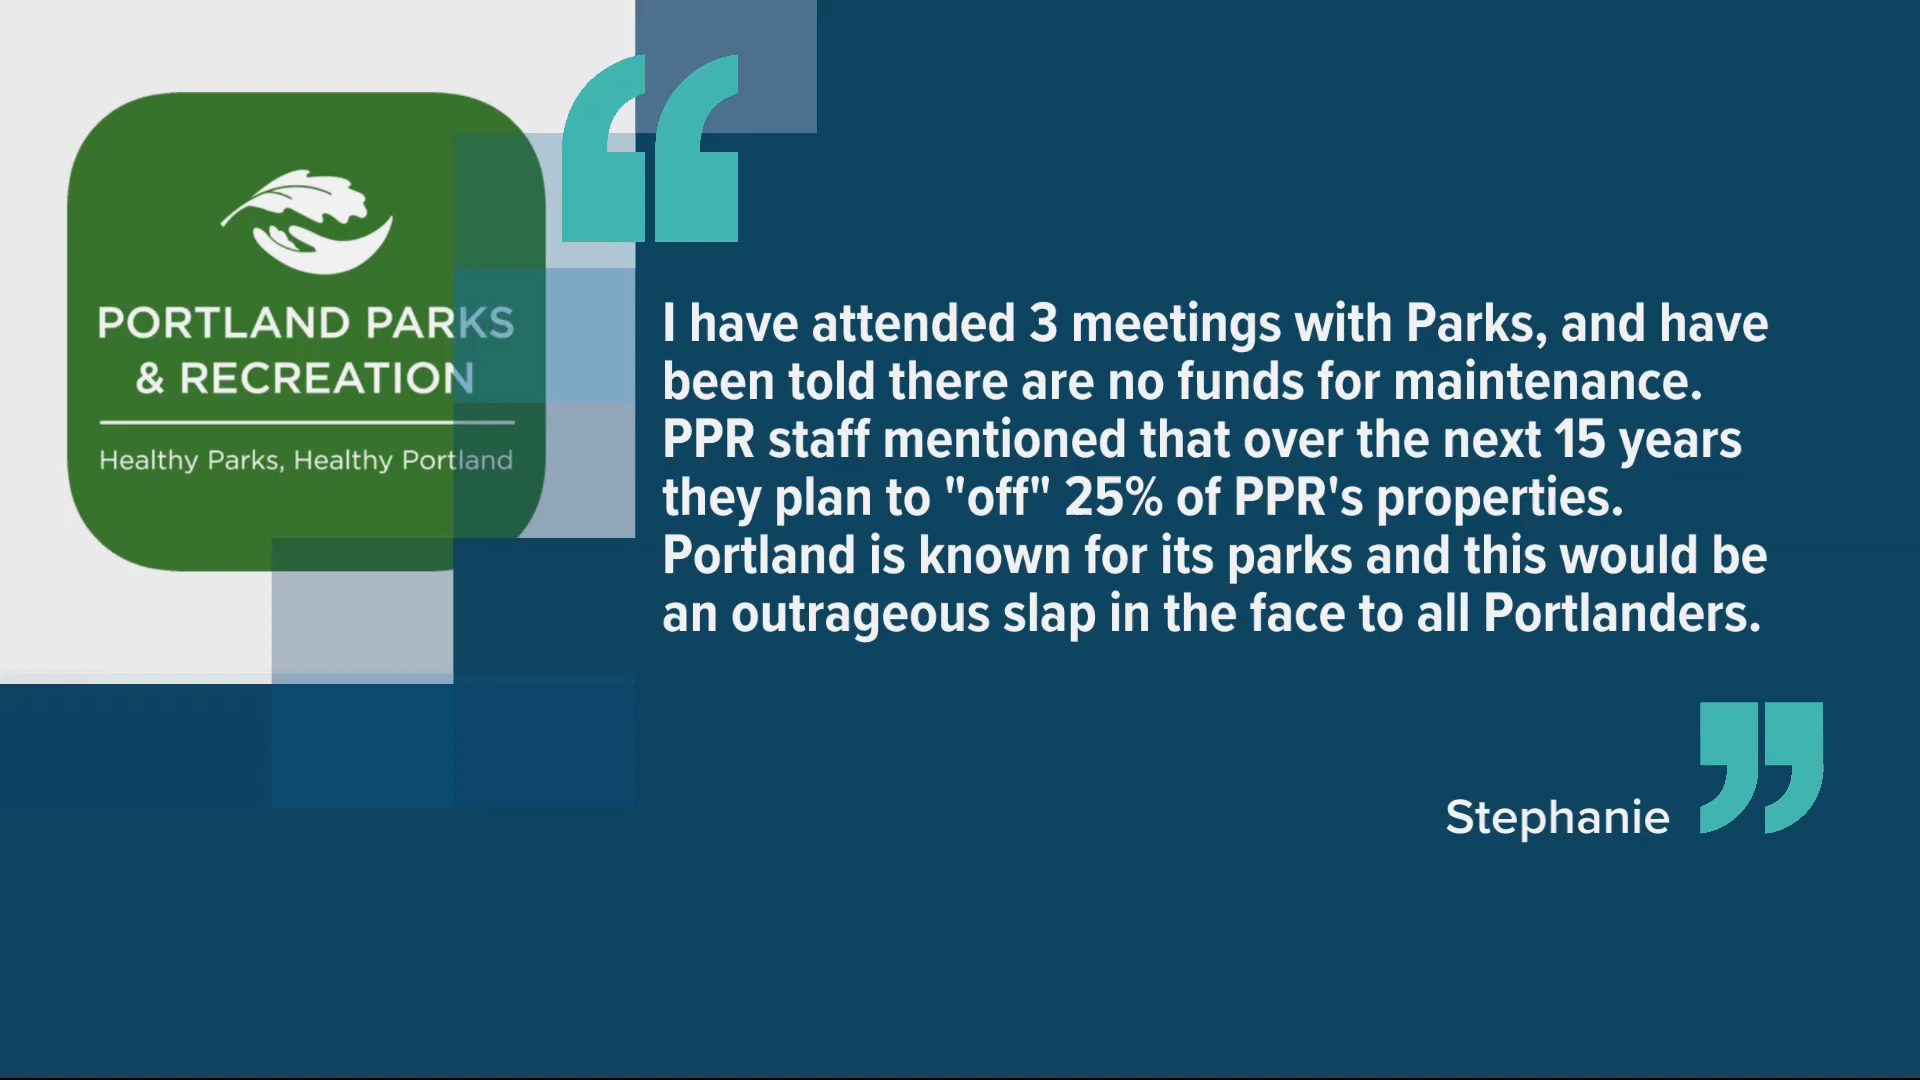 PORTLAND PARKS
& RECREATION
Healthy Parks, Healthy Portland
I have attended 3 meetings with Parks, and have
been told there are no funds for maintenance.
PPR staff mentioned that over the next 15 years
they plan to "off" 25% of PPR's properties.
Portland is known for its parks and this would be
an outrageous slap in the face to all Portlanders.
Stephanie